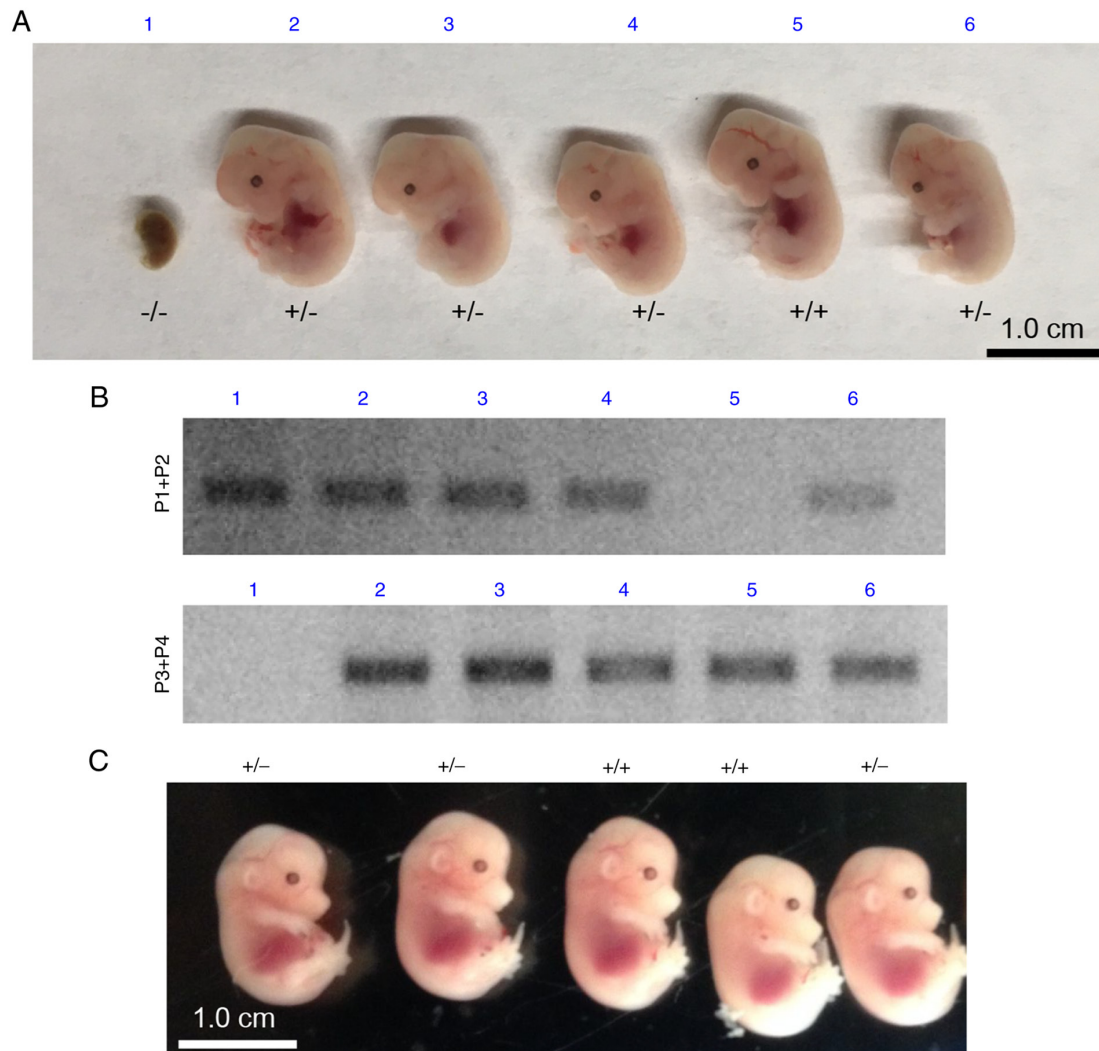 A
1 2 3 4 5 6
-/- +/- +/- +/- +/+ +/-
1.0 cm
B
1 2 3 4 5 6
P1+P2
1 2 3 4 5 6
P3+P4
C
+/− +/− +/+ +/+ +/−
1.0 cm